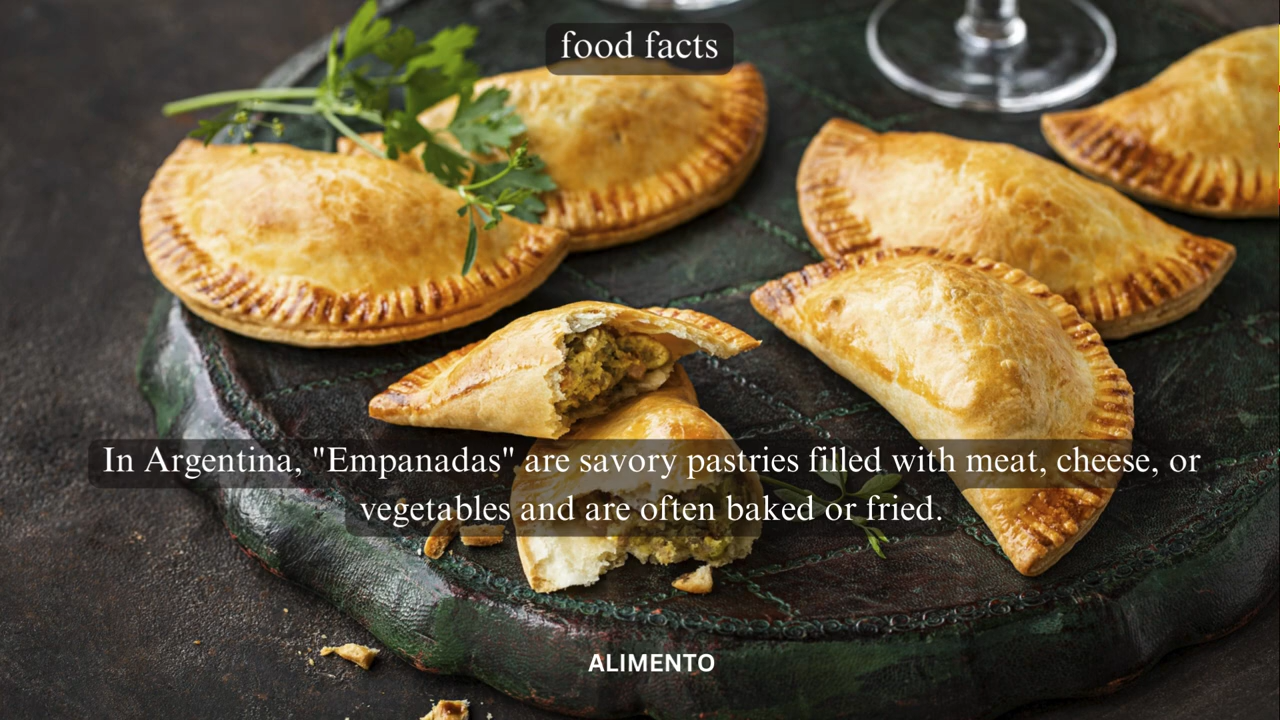 food facts
In Argentina, "Empanadas" are savory pastries filled with meat, cheese, or
vegetables and are often baked or fried.
ALIMENTO